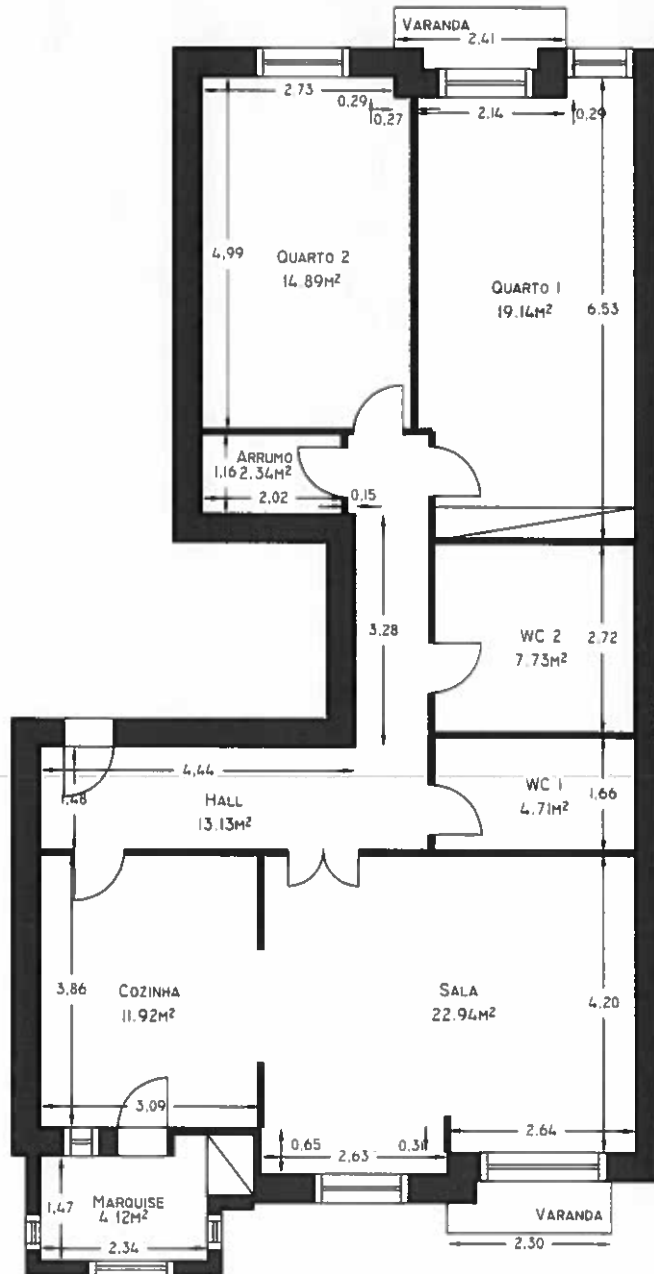 VARANDA
2,41
2,73
0,29
0,27
2,14
0,29
4,99
QUARTO 2
14.89M²
QUARTO 1
19.14M²
6,53
ARRUMO
1,16
2.34M²
2,02
0,15
3,28
WC 2
7.73M²
2,72
4,44
1,48
HALL
13.13M²
WC 1
4.71M²
1,66
3,86
COZINHA
11.92M²
SALA
22.94M²
4,20
3,09
0,65
2,63
0,31
2,64
1,47
MARQUISE
4.12M²
2,34
VARANDA
2,30